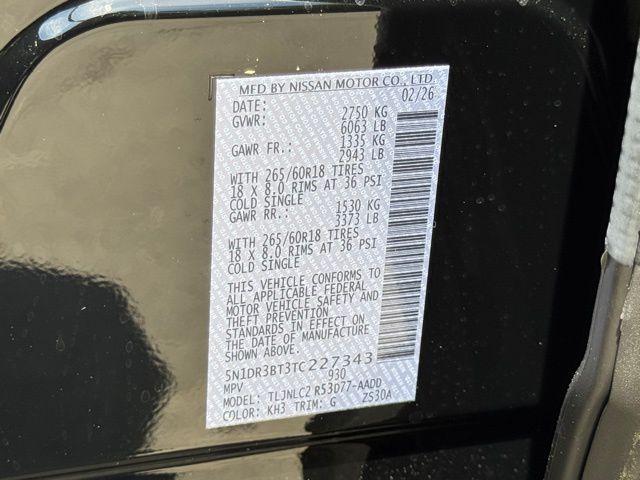 MFD BY NISSAN MOTOR CO., LTD.
DATE: 02/26
GVWR: 2750 KG
6063 LB
GAWR FR.: 1335 KG
2943 LB
WITH 265/60R18 TIRES
18 X 8.0 RIMS AT 36 PSI
COLD SINGLE
GAWR RR.: 1530 KG
3373 LB
WITH 265/60R18 TIRES
18 X 8.0 RIMS AT 36 PSI
COLD SINGLE
THIS VEHICLE CONFORMS TO
ALL APPLICABLE FEDERAL
MOTOR VEHICLE SAFETY AND
THEFT PREVENTION
STANDARDS IN EFFECT ON
THE DATE OF MANUFACTURE
SHOWN ABOVE.
5N1DR3BT3TC227343
MPV 930
MODEL: TLJNLC2 R53D77-AADD
COLOR: KH3 TRIM: G ZS30A